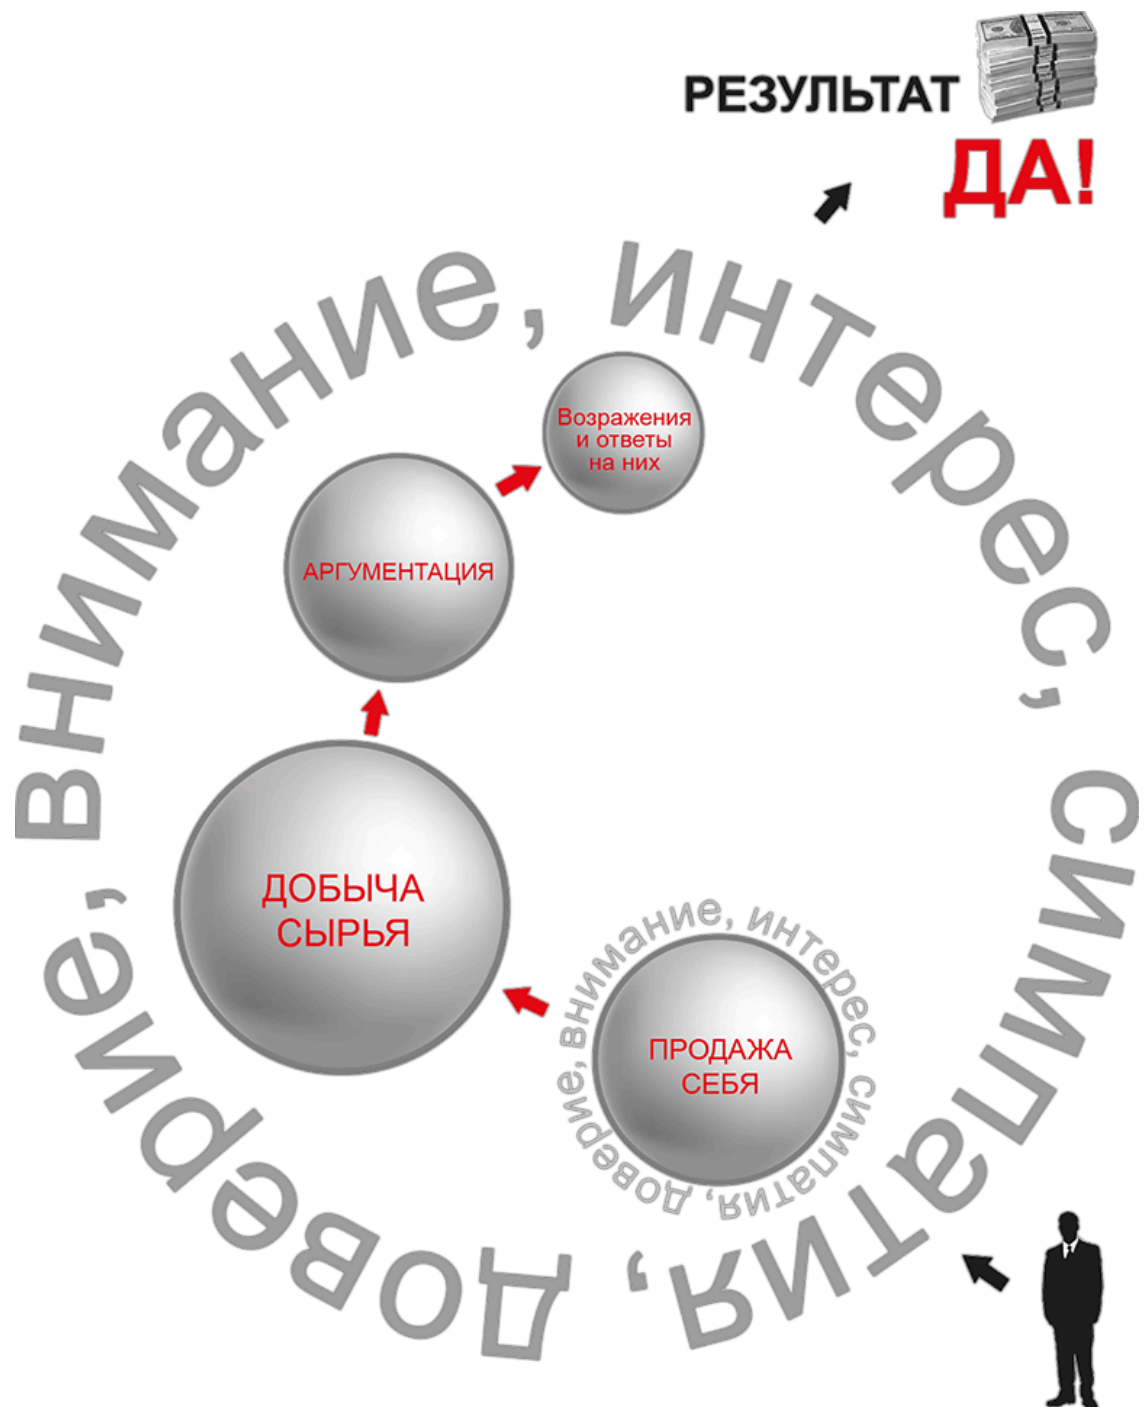 РЕЗУЛЬТАТ
ДА!
внимание, интерес, симпатия, доверие,
Возражения
и ответы
на них
АРГУМЕНТАЦИЯ
ДОБЫЧА
СЫРЬЯ
внимание, интерес, симпатия, доверие,
ПРОДАЖА
СЕБЯ